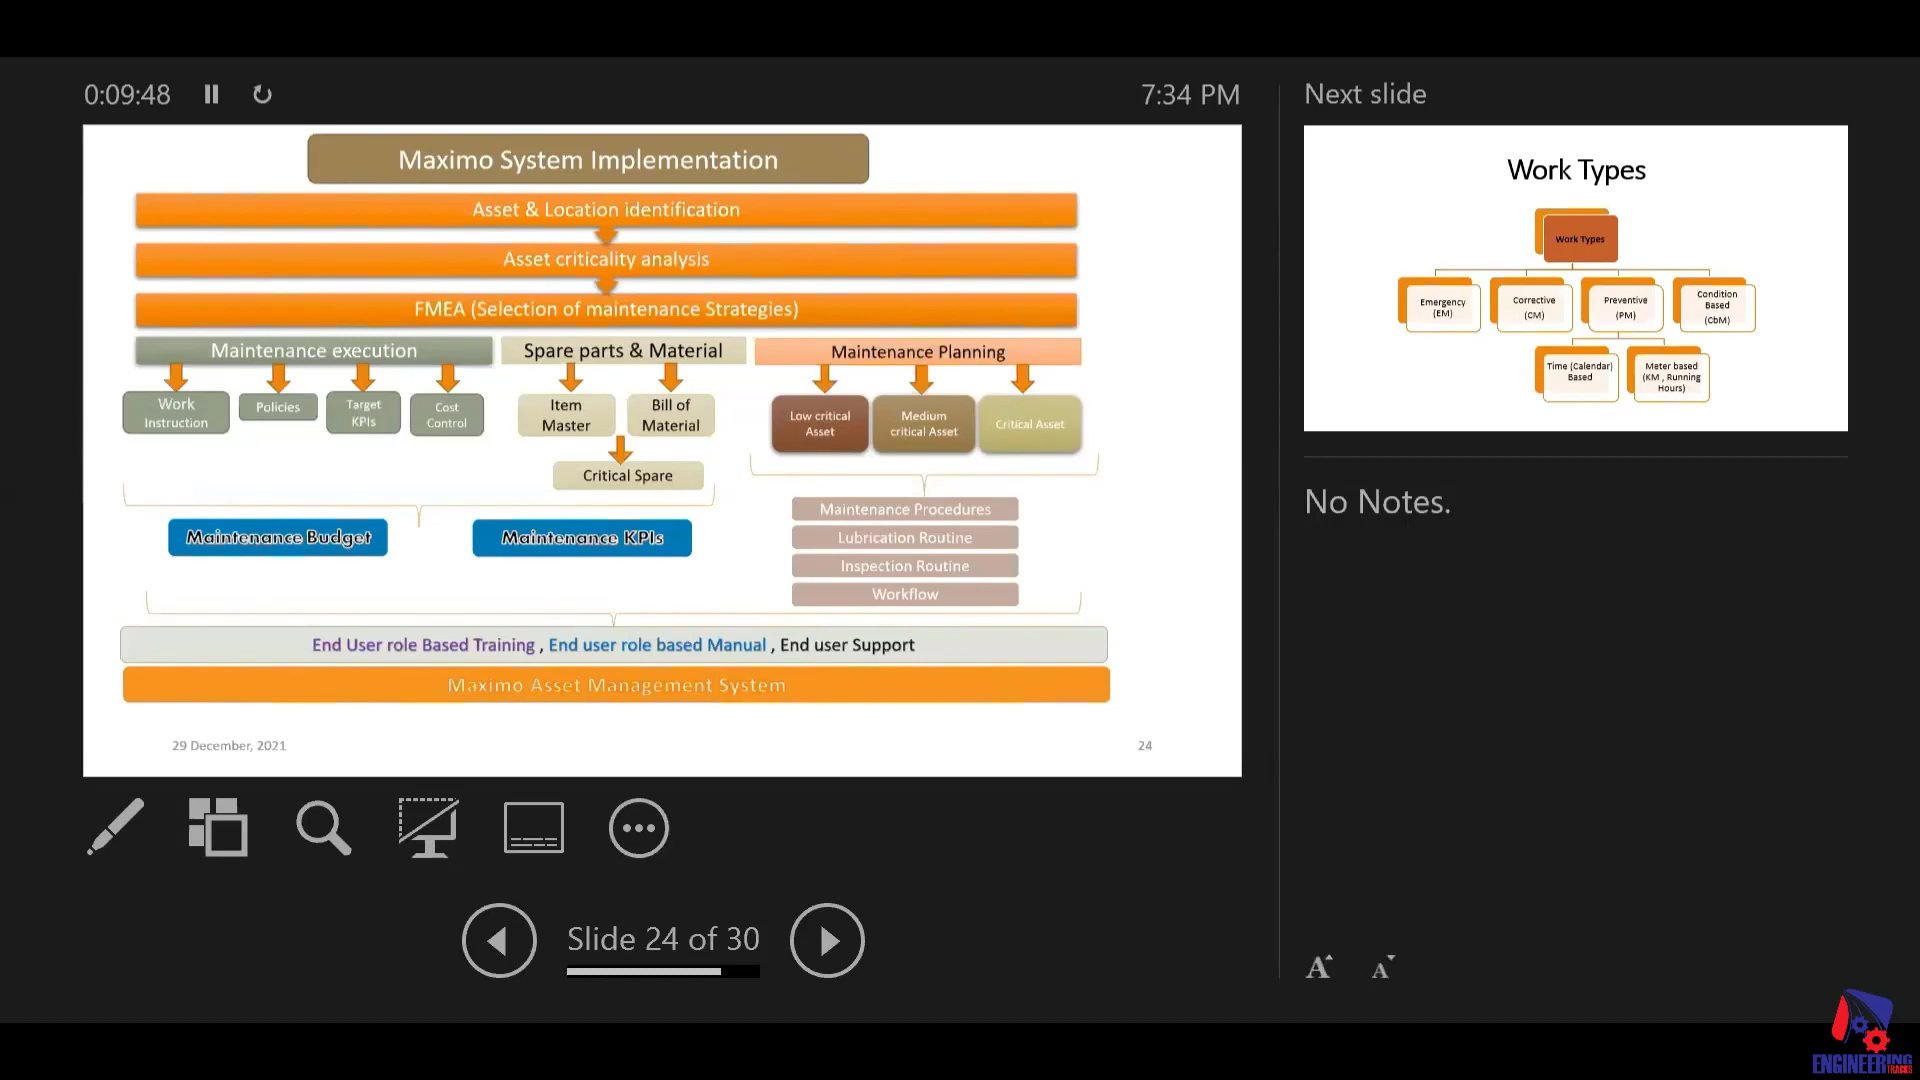 0:09:48
7:34 PM
Next slide
Maximo System Implementation
Asset & Location identification
Asset criticality analysis
FMEA (Selection of maintenance Strategies)
Maintenance execution
Spare parts & Material
Maintenance Planning
Work
Instruction
Policies
Target
KPIs
Cost
Control
Item
Master
Bill of
Material
Critical Spare
Low critical
Asset
Medium
critical Asset
Critical Asset
Maintenance Budget
Maintenance KPIs
Maintenance Procedures
Lubrication Routine
Inspection Routine
Workflow
End User role Based Training , End user role based Manual , End user Support
Maximo Asset Management System
29 December, 2021
24
Work Types
Work Types
Emergency
(EM)
Corrective
(CM)
Preventive
(PM)
Condition
Based
(CbM)
Time (Calendar)
Based
Meter based
(KM , Running
Hours)
No Notes.
Slide 24 of 30
A
A
ENGINEERING
TRACKS